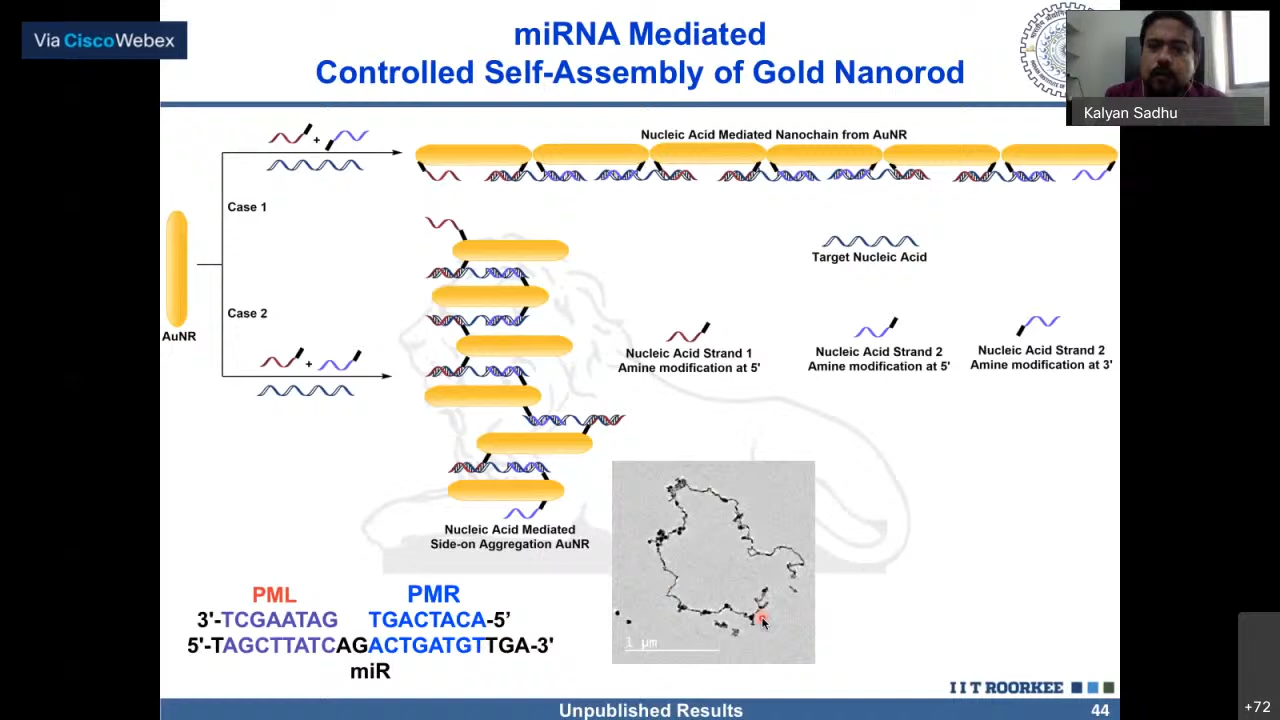 Via Cisco Webex
miRNA Mediated
Controlled Self-Assembly of Gold Nanorod
Kalyan Sadhu
+
Nucleic Acid Mediated Nanochain from AuNR
Case 1
Target Nucleic Acid
Case 2
AuNR
+
Nucleic Acid Strand 1
Amine modification at 5'
Nucleic Acid Strand 2
Amine modification at 5'
Nucleic Acid Strand 2
Amine modification at 3'
Nucleic Acid Mediated
Side-on Aggregation AuNR
PML PMR
3'-TCGAATAG TGACTACA-5’
5'-TAGCTTATCAGACTGATGTTGA-3'
miR
1 µm
IIT ROORKEE
Unpublished Results
44
+72